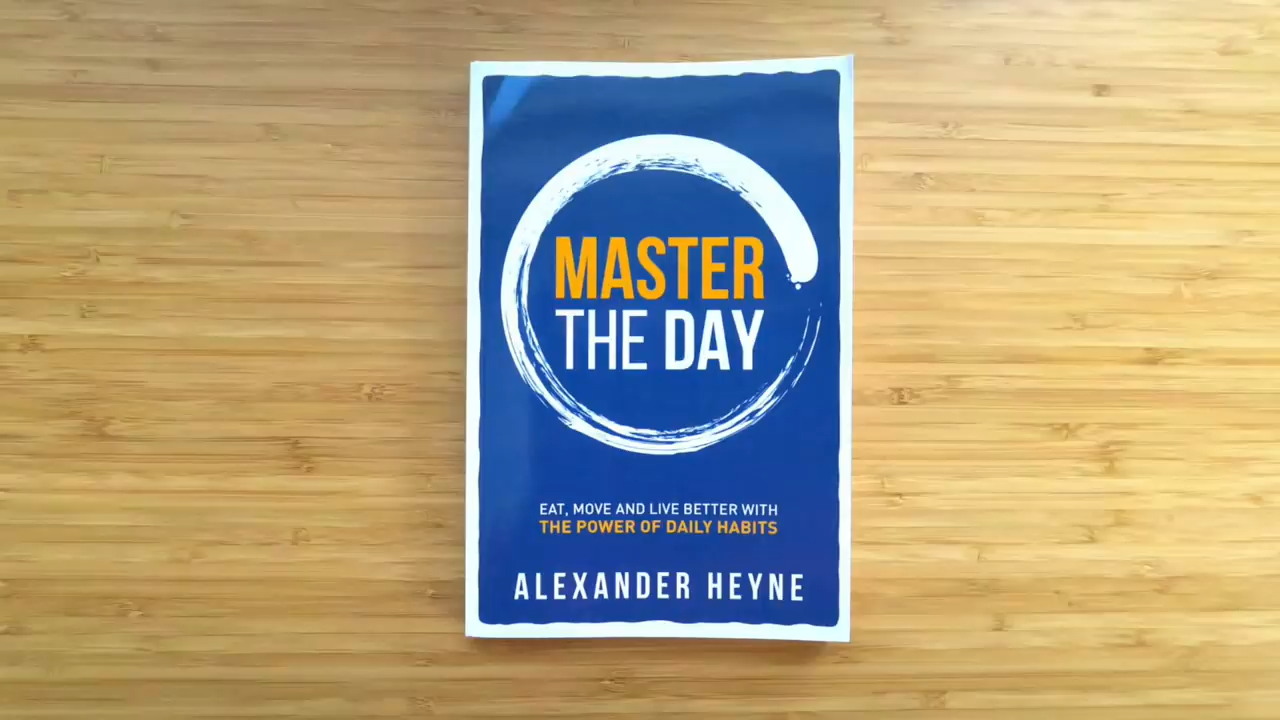 MASTER
THE DAY
EAT, MOVE AND LIVE BETTER WITH
THE POWER OF DAILY HABITS
ALEXANDER HEYNE